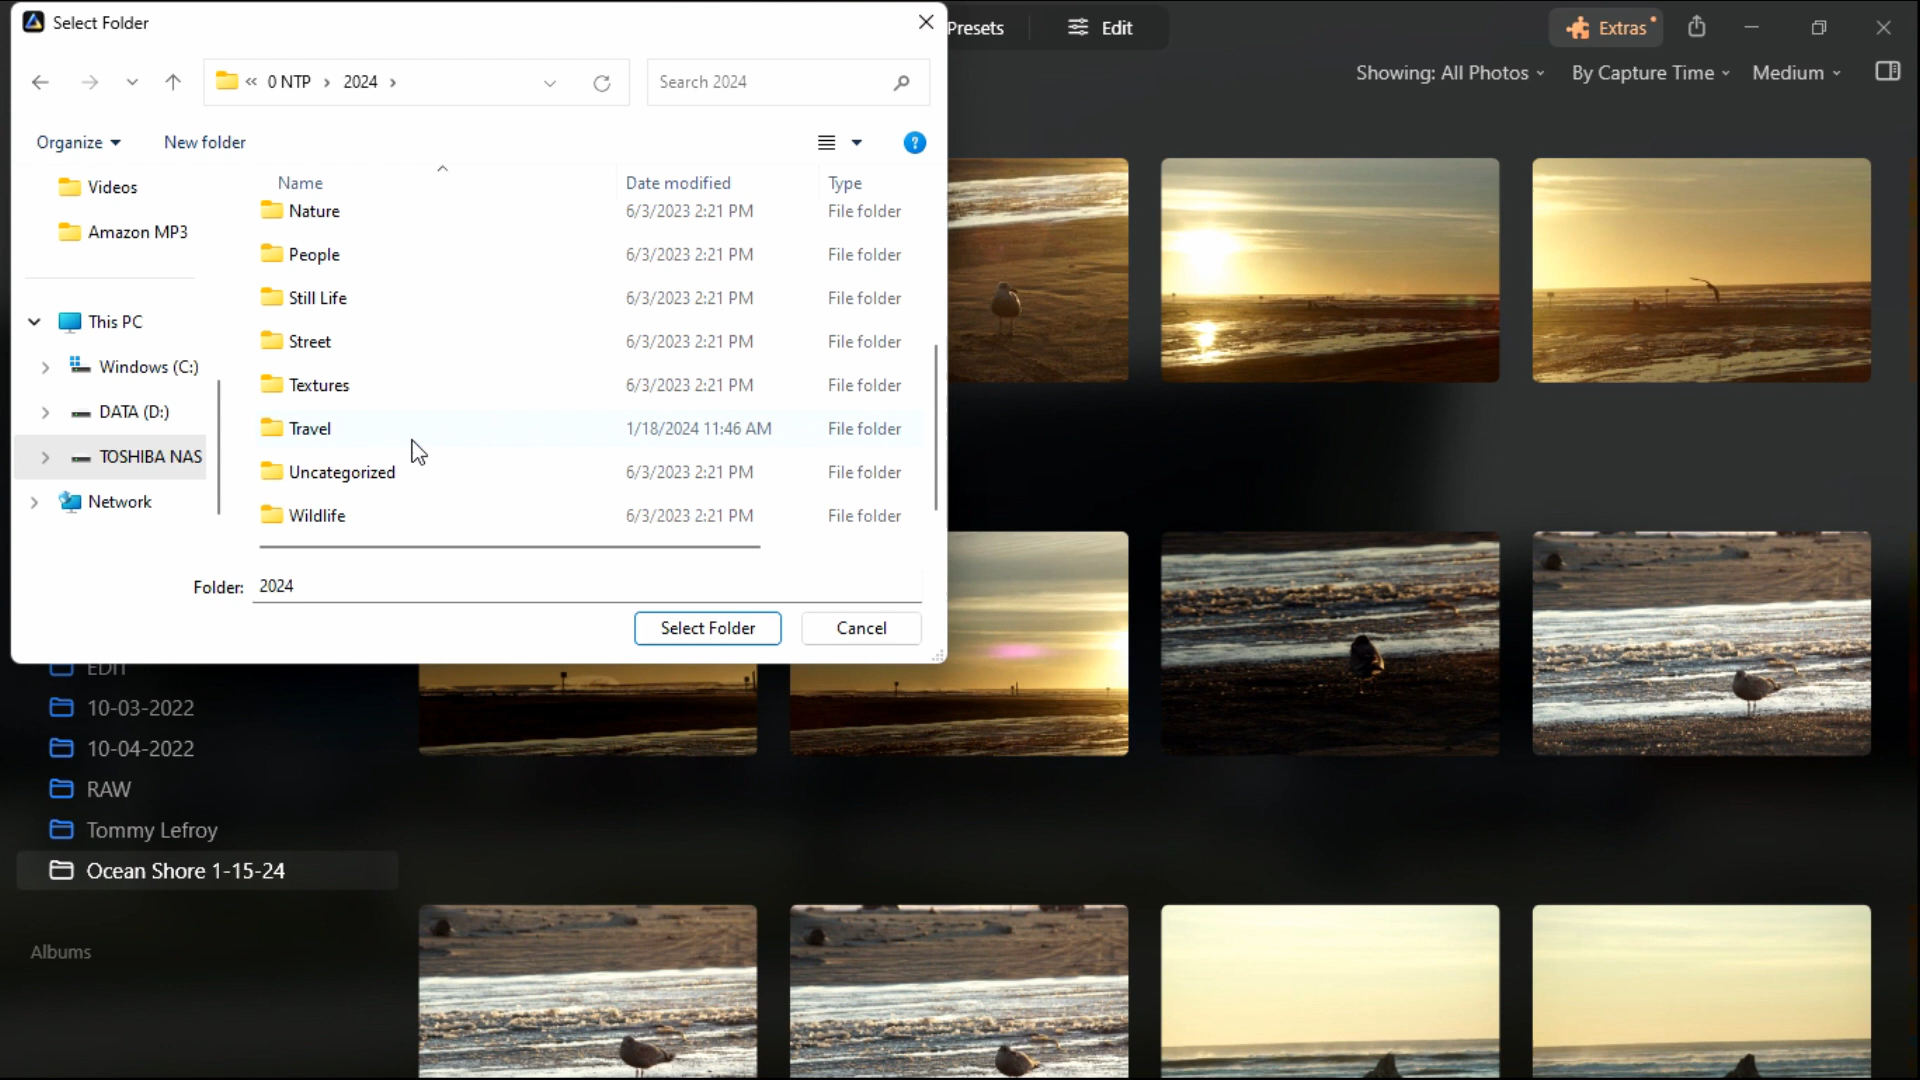 Select Folder
Presets
Edit
Extras
« 0 NTP › 2024 ›
Search 2024
Showing: All Photos
By Capture Time
Medium
Organize
New folder
?
Name
Date modified
Type
Videos
Amazon MP3
This PC
Windows (C:)
DATA (D:)
TOSHIBA NAS
Network
Nature 6/3/2023 2:21 PM File folder
People 6/3/2023 2:21 PM File folder
Still Life 6/3/2023 2:21 PM File folder
Street 6/3/2023 2:21 PM File folder
Textures 6/3/2023 2:21 PM File folder
Travel 1/18/2024 11:46 AM File folder
Uncategorized 6/3/2023 2:21 PM File folder
Wildlife 6/3/2023 2:21 PM File folder
Folder: 2024
Select Folder
Cancel
EDIT
10-03-2022
10-04-2022
RAW
Tommy Lefroy
Ocean Shore 1-15-24
Albums